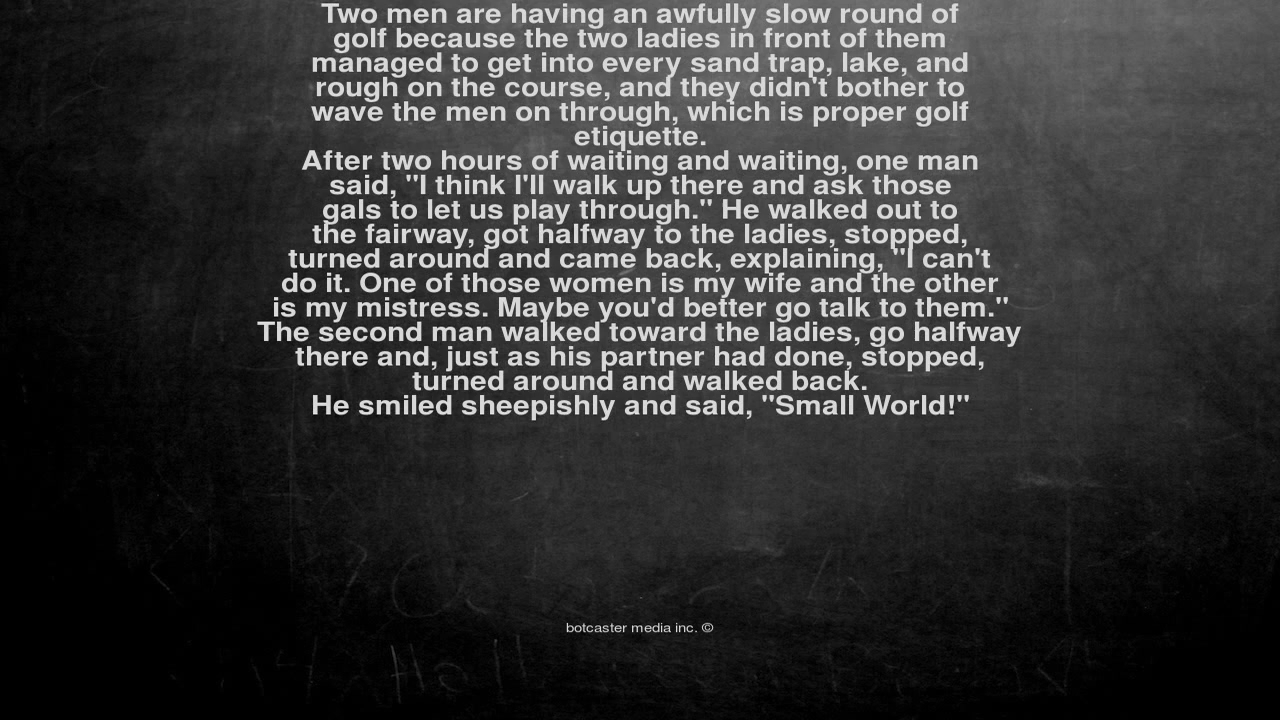 Two men are having an awfully slow round of
golf because the two ladies in front of them
managed to get into every sand trap, lake, and
rough on the course, and they didn't bother to
wave the men on through, which is proper golf
etiquette.
After two hours of waiting and waiting, one man
said, "I think I'll walk up there and ask those
gals to let us play through." He walked out to
the fairway, got halfway to the ladies, stopped,
turned around and came back, explaining, "I can't
do it. One of those women is my wife and the other
is my mistress. Maybe you'd better go talk to them."
The second man walked toward the ladies, go halfway
there and, just as his partner had done, stopped,
turned around and walked back.
He smiled sheepishly and said, "Small World!"
botcaster media inc. ©